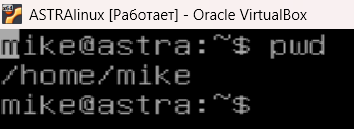 ASTRAlinux [Работает] - Oracle VirtualBox
mike@astra:~$ pwd
/home/mike
mike@astra:~$